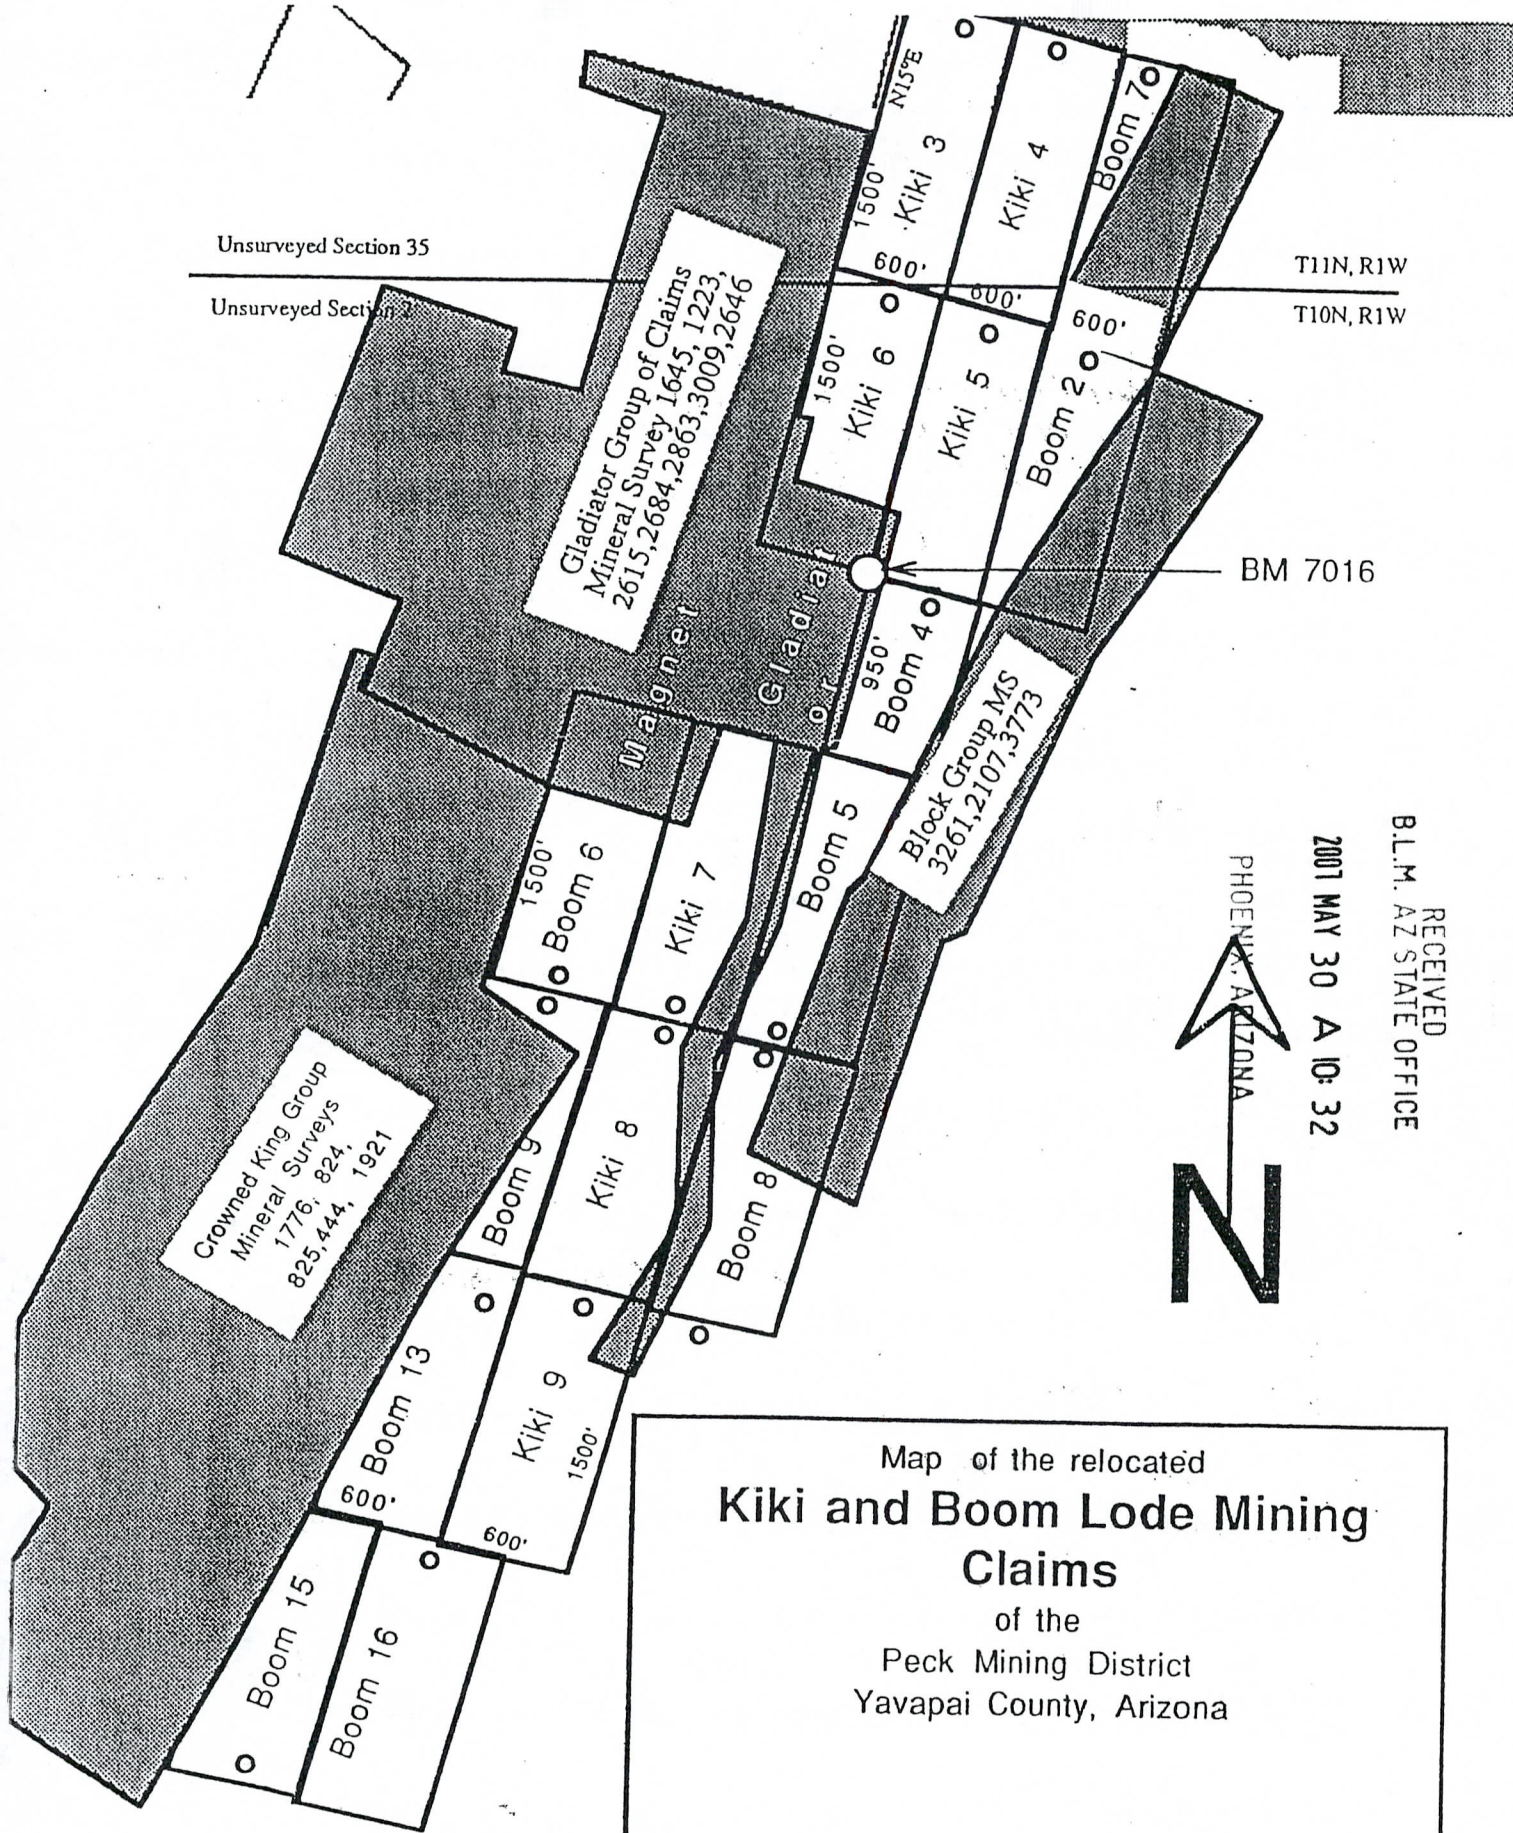 N15°E
1500'
Kiki 3
Kiki 4
Boom 7
Unsurveyed Section 35
Unsurveyed Section 2
T11N, R1W
T10N, R1W
600'
600'
600'
Gladiator Group of Claims
Mineral Survey 1645, 1223,
2615,2684,2863,3009,2646
1500'
Kiki 6
Kiki 5
Boom 2
BM 7016
Magnet
Gladiat
or
950'
Boom 4
Block Group MS
3261,2107,3773
1500'
Boom 6
Kiki 7
Boom 5
RECEIVED
B.L.M. AZ STATE OFFICE
2001 MAY 30 A 10: 32
PHOENIX, ARIZONA
N
Crowned King Group
Mineral Surveys
1776, 824,
825,444, 1921
Boom 9
Kiki 8
Boom 8
Boom 13
600'
Kiki 9
1500'
600'
Boom 15
Boom 16
Map of the relocated
Kiki and Boom Lode Mining
Claims
of the
Peck Mining District
Yavapai County, Arizona